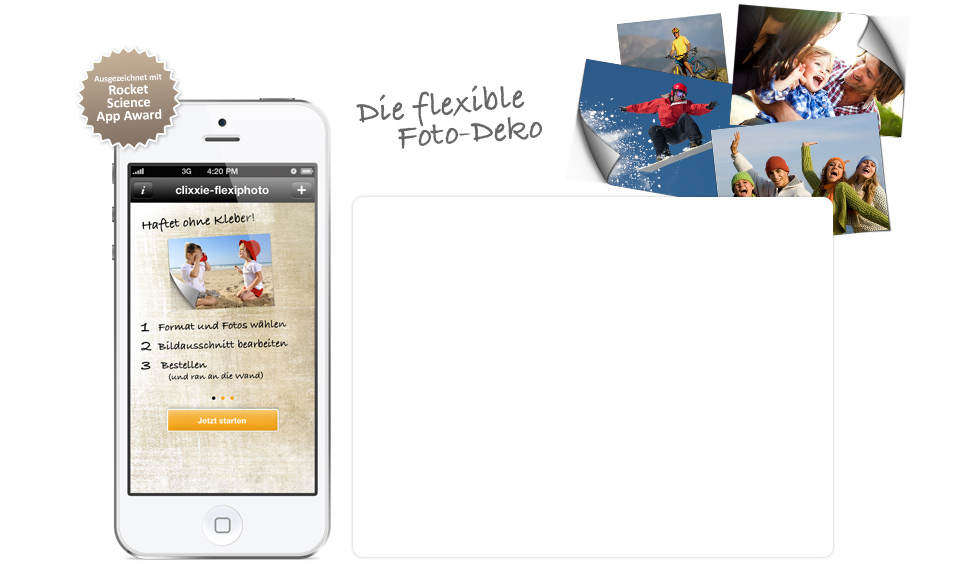 Ausgezeichnet mit
Rocket
Science
App Award
Die flexible
Foto-Deko
3G 4:20 PM
i clixxie-flexiphoto +
Haftet ohne Kleber!
1 Format und Fotos wählen
2 Bildausschnitt bearbeiten
3 Bestellen
(und ran an die Wand)
Jetzt starten